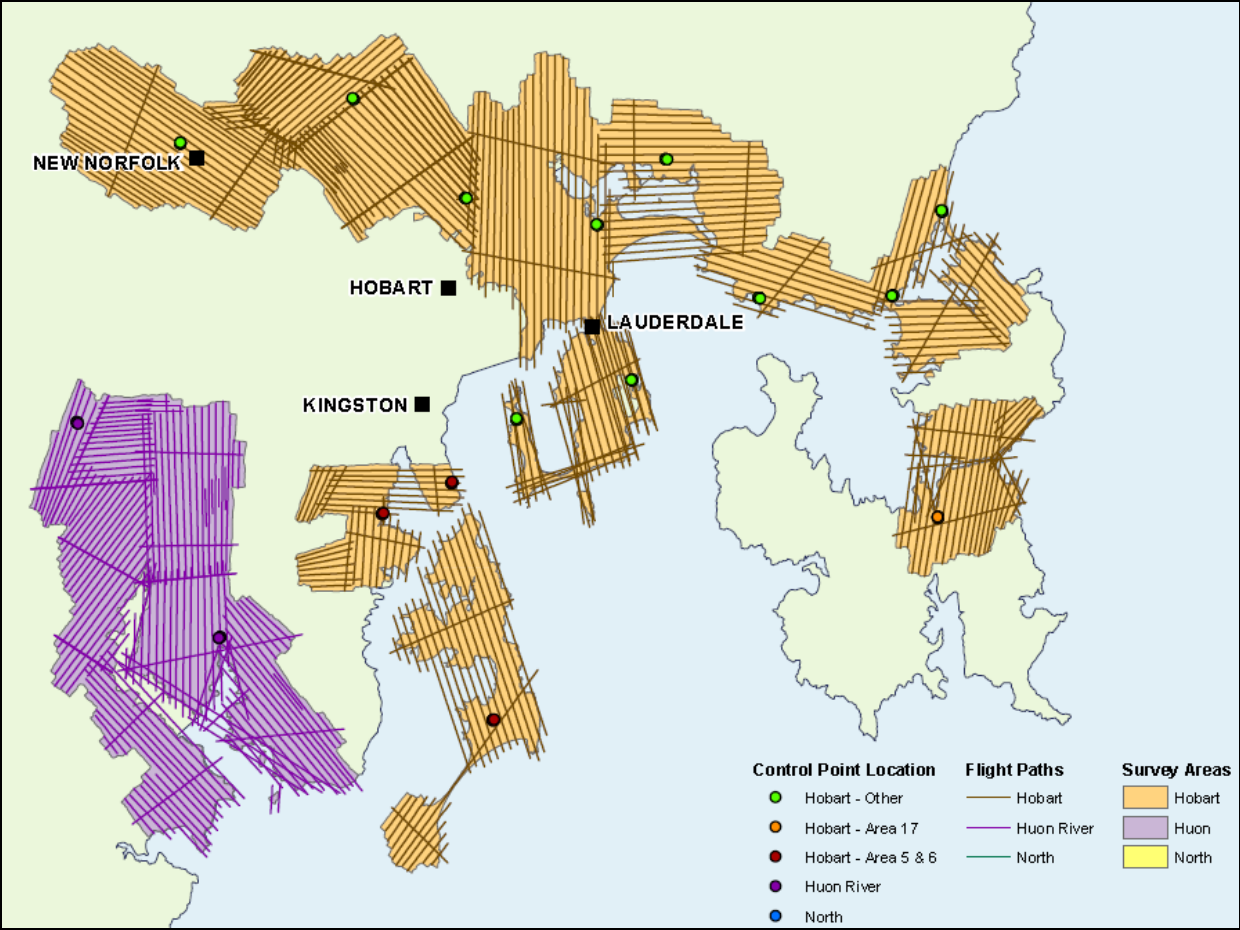 NEW NORFOLK
HOBART
LAUDERDALE
KINGSTON
Control Point Location
Hobart - Other
Hobart - Area 17
Hobart - Area 5 & 6
Huon River
North
Flight Paths
Hobart
Huon River
North
Survey Areas
Hobart
Huon
North